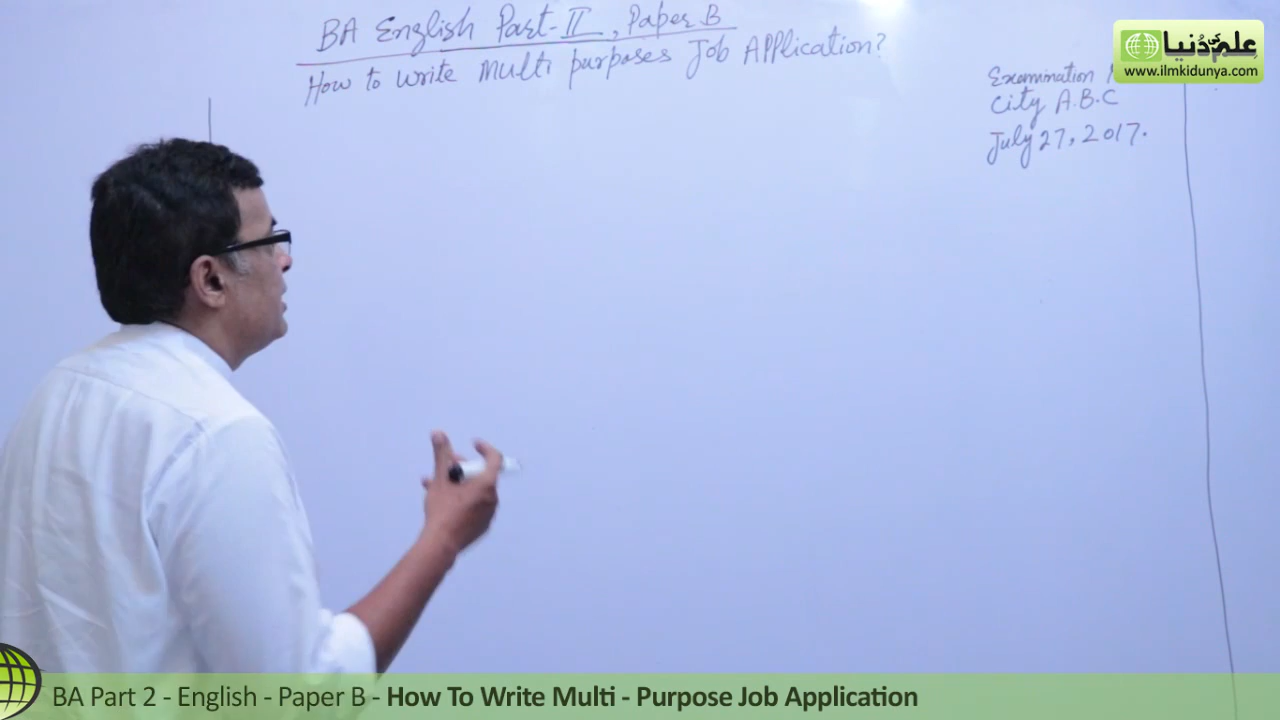 BA English Part-II, Paper B
How to write Multi purposes Job Application?
Examination
City A.B.C
July 27, 2017.
علم کی دُنیا
www.ilmkidunya.com
BA Part 2 - English - Paper B - How To Write Multi - Purpose Job Application